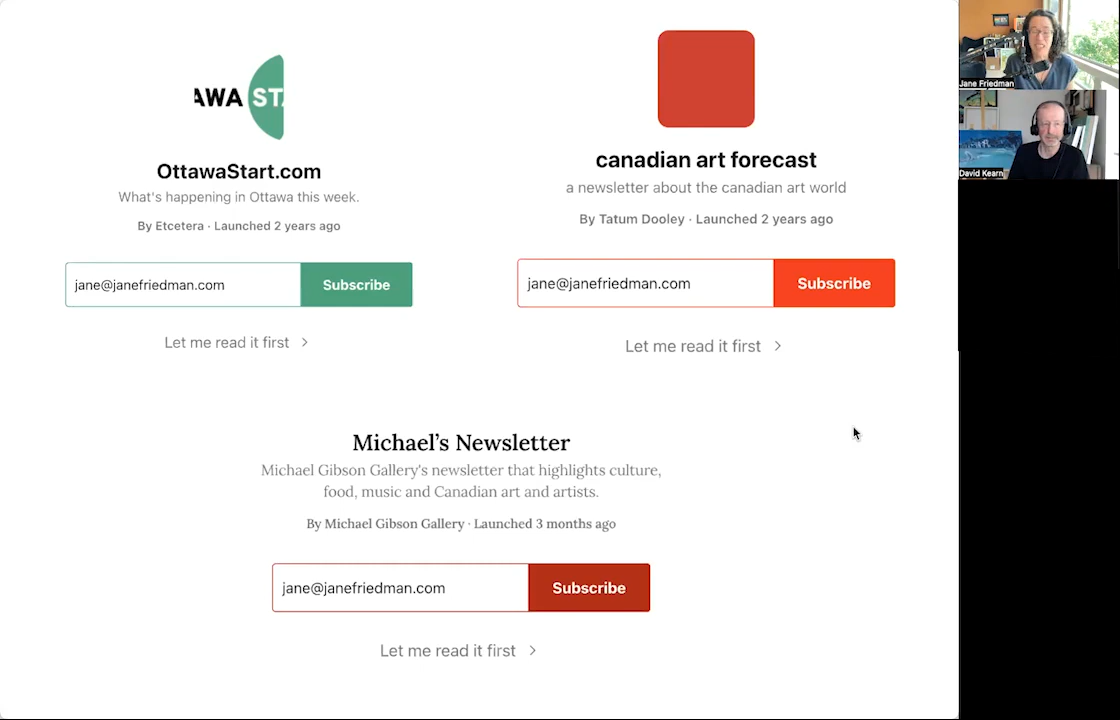 AWA ST
OttawaStart.com
What's happening in Ottawa this week.
By Etcetera · Launched 2 years ago
jane@janefriedman.com
Subscribe
Let me read it first
canadian art forecast
a newsletter about the canadian art world
By Tatum Dooley · Launched 2 years ago
jane@janefriedman.com
Subscribe
Let me read it first
Michael’s Newsletter
Michael Gibson Gallery's newsletter that highlights culture,
food, music and Canadian art and artists.
By Michael Gibson Gallery · Launched 3 months ago
jane@janefriedman.com
Subscribe
Let me read it first
Jane Friedman
David Kearn